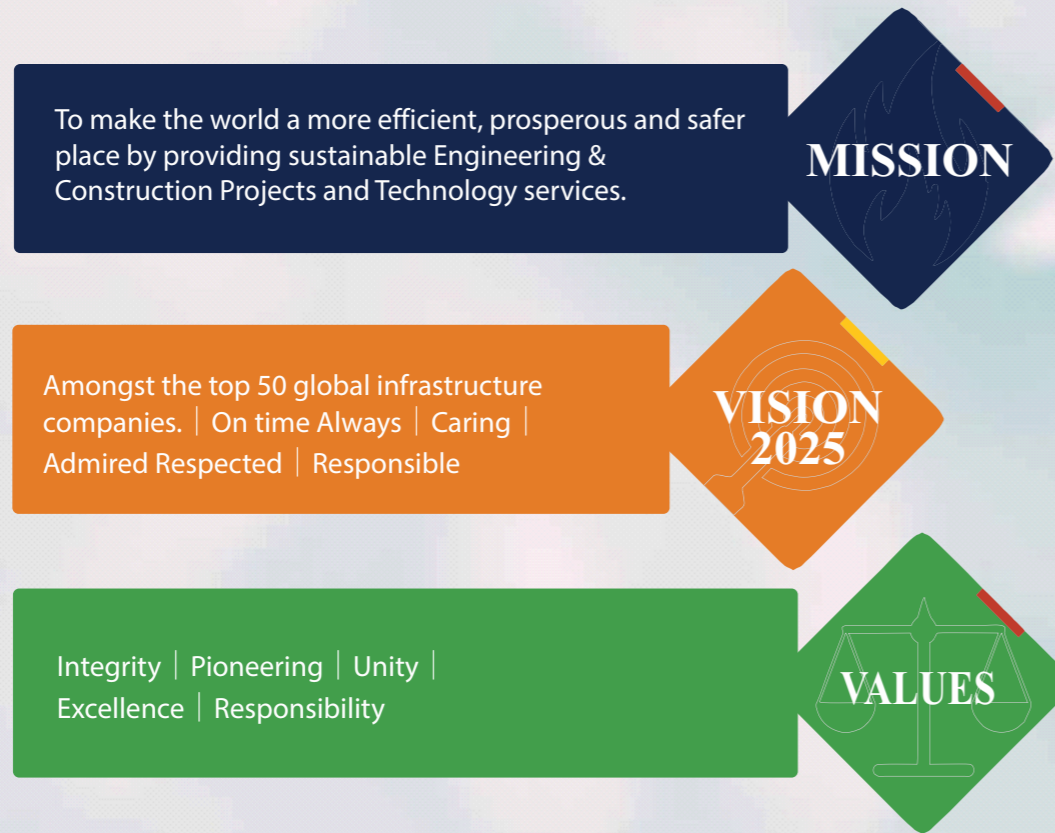 To make the world a more efficient, prosperous and safer
place by providing sustainable Engineering &
Construction Projects and Technology services.
MISSION
Amongst the top 50 global infrastructure
companies. | On time Always | Caring |
Admired Respected | Responsible
VISION
2025
Integrity | Pioneering | Unity |
Excellence | Responsibility
VALUES